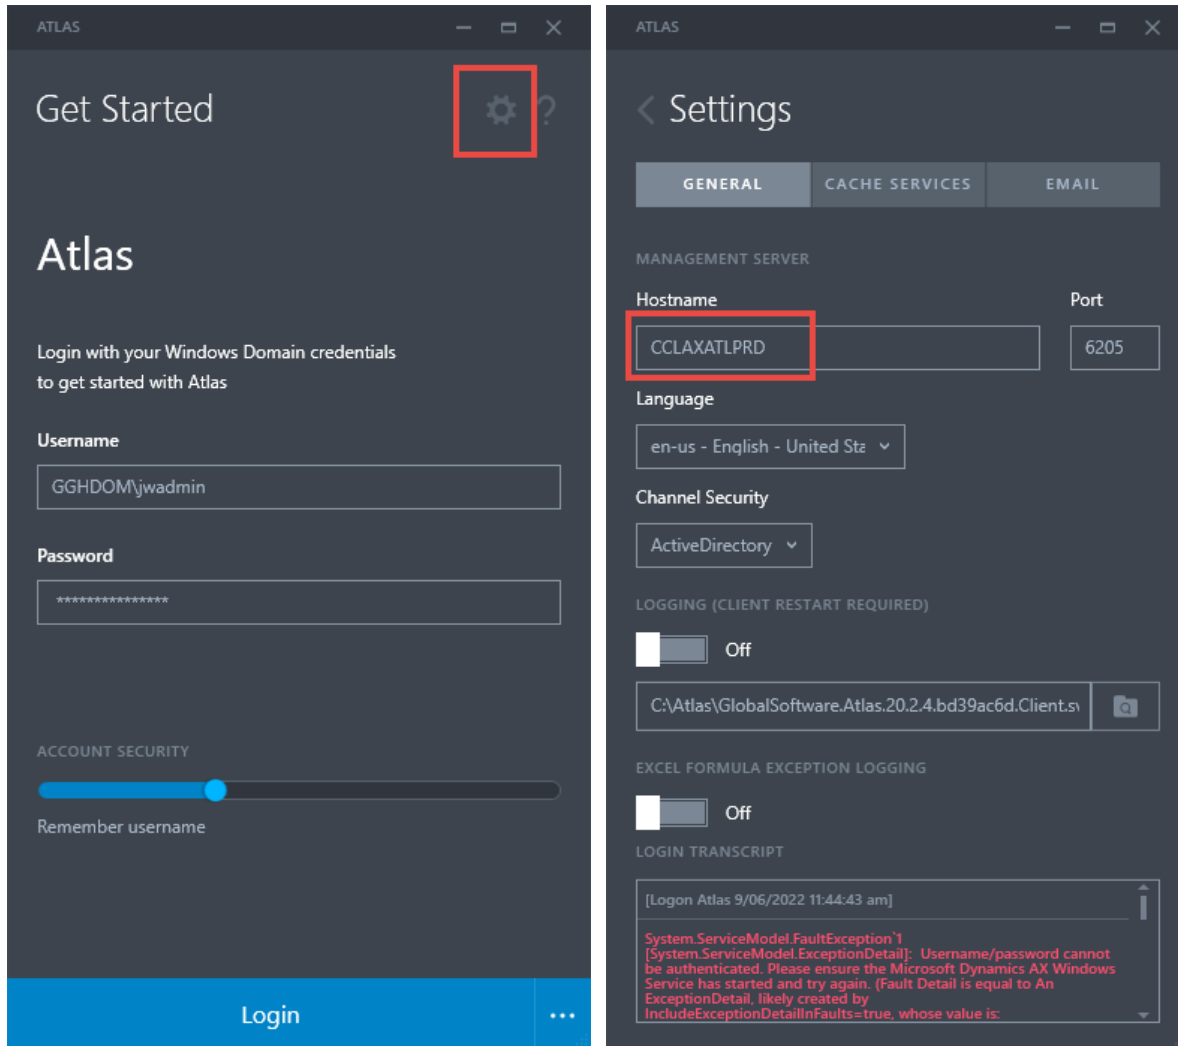 ATLAS
Get Started
?
Atlas
Login with your Windows Domain credentials
to get started with Atlas
Username
GGHDOM\jwadmin
Password
***************
ACCOUNT SECURITY
Remember username
Login
...
ATLAS
Settings
GENERAL CACHE SERVICES EMAIL
MANAGEMENT SERVER
Hostname Port
CCLAXATLPRD 6205
Language
en-us - English - United Sta
Channel Security
ActiveDirectory
LOGGING (CLIENT RESTART REQUIRED)
Off
C:\Atlas\GlobalSoftware.Atlas.20.2.4.bd39ac6d.Client.sv
EXCEL FORMULA EXCEPTION LOGGING
Off
LOGIN TRANSCRIPT
[Logon Atlas 9/06/2022 11:44:43 am]
System.ServiceModel.FaultException`1
[System.ServiceModel.ExceptionDetail]: Username/password cannot
be authenticated. Please ensure the Microsoft Dynamics AX Windows
Service has started and try again. (Fault Detail is equal to An
ExceptionDetail, likely created by
IncludeExceptionDetailInFaults=true, whose value is: